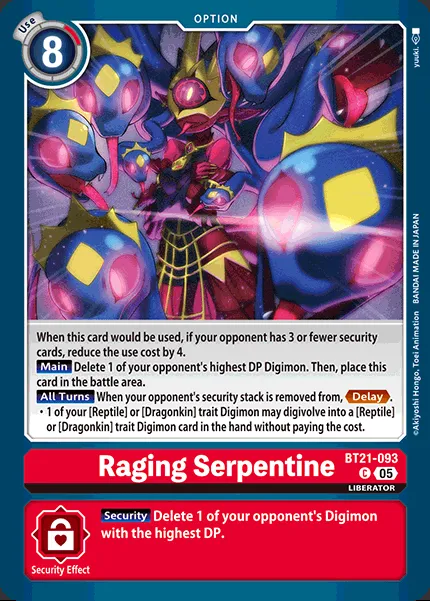 OPTION
Use
8
yuuki.
©Akiyoshi Hongo, Toei Animation BANDAI MADE IN JAPAN
When this card would be used, if your opponent has 3 or fewer security
cards, reduce the use cost by 4.
Main Delete 1 of your opponent's highest DP Digimon. Then, place this
card in the battle area.
All Turns When your opponent's security stack is removed from, Delay.
・1 of your [Reptile] or [Dragonkin] trait Digimon may digivolve into a [Reptile]
or [Dragonkin] trait Digimon card in the hand without paying the cost.
Raging Serpentine
BT21-093
C 05
LIBERATOR
Security Delete 1 of your opponent's Digimon
with the highest DP.
Security Effect